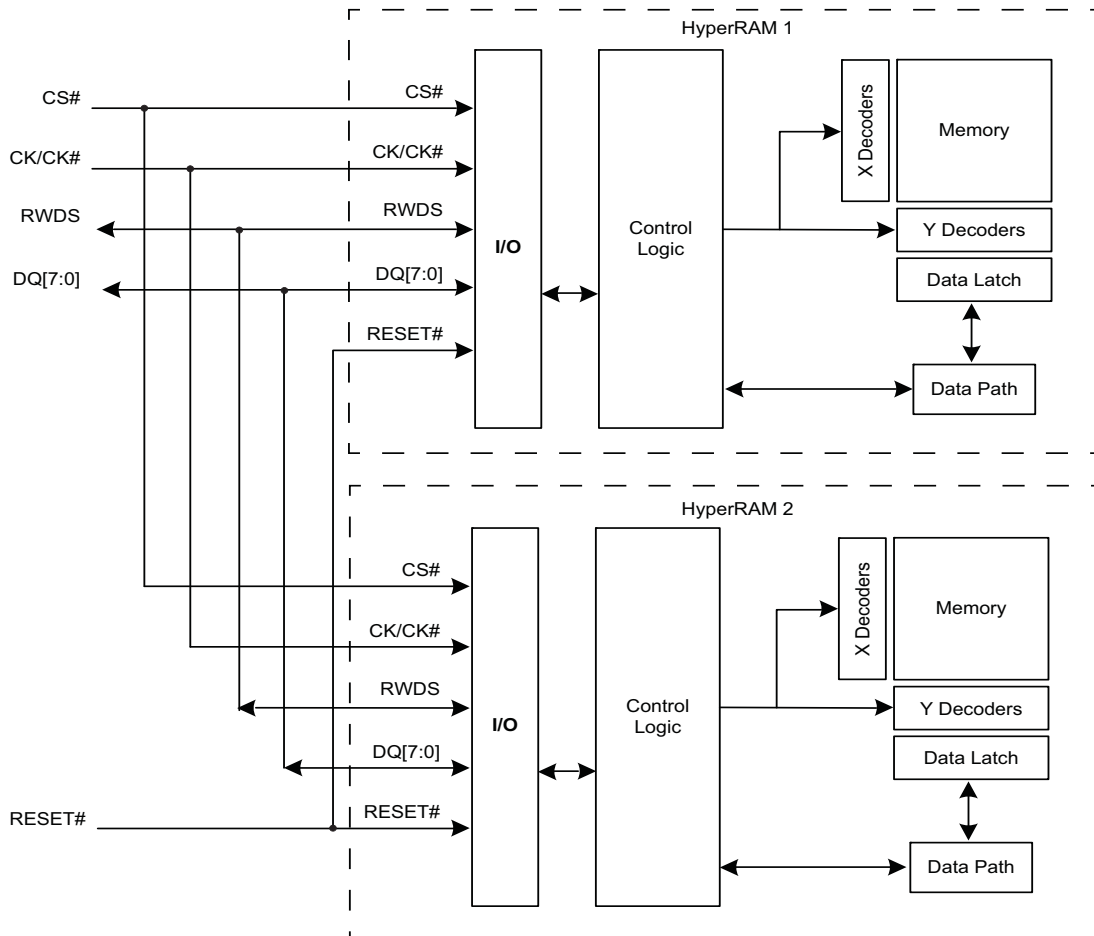 HyperRAM 1
CS#
CS#
CK/CK#
CK/CK#
RWDS
RWDS
DQ[7:0]
DQ[7:0]
RESET#
I/O
Control
Logic
X Decoders
Memory
Y Decoders
Data Latch
Data Path
HyperRAM 2
CS#
CK/CK#
RWDS
DQ[7:0]
RESET#
RESET#
I/O
Control
Logic
X Decoders
Memory
Y Decoders
Data Latch
Data Path